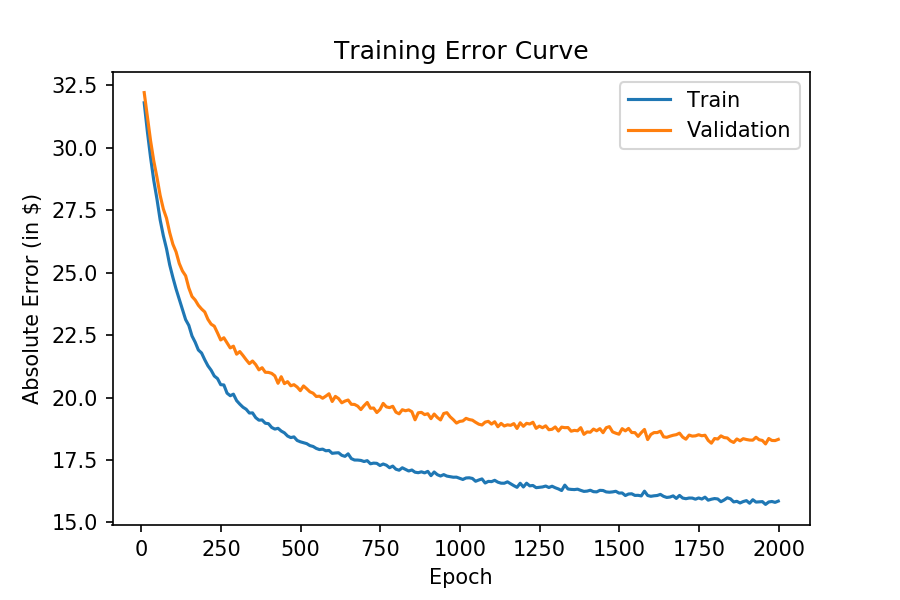 Training Error Curve
32.5
30.0
27.5
25.0
22.5
20.0
17.5
15.0
Absolute Error (in $)
Train
Validation
0 250 500 750 1000 1250 1500 1750 2000
Epoch